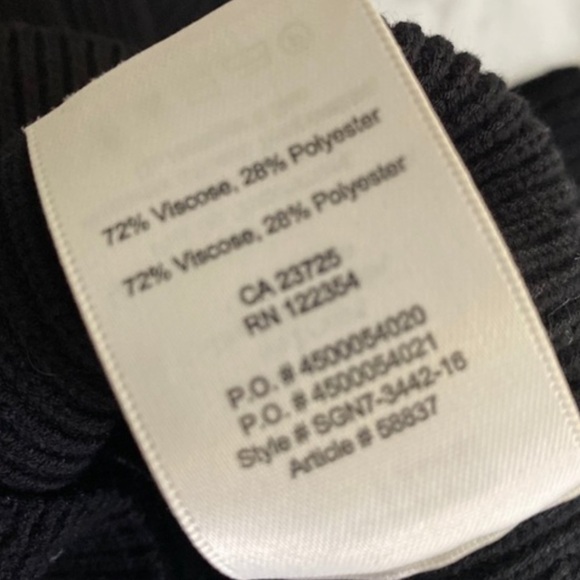 72% Viscose, 28% Polyester
72% Viscose, 28% Polyester
CA 23725
RN 122354
P.O. # 4500054020
P.O. # 4500054021
Style # SGN7-3442-16
Article # 58837